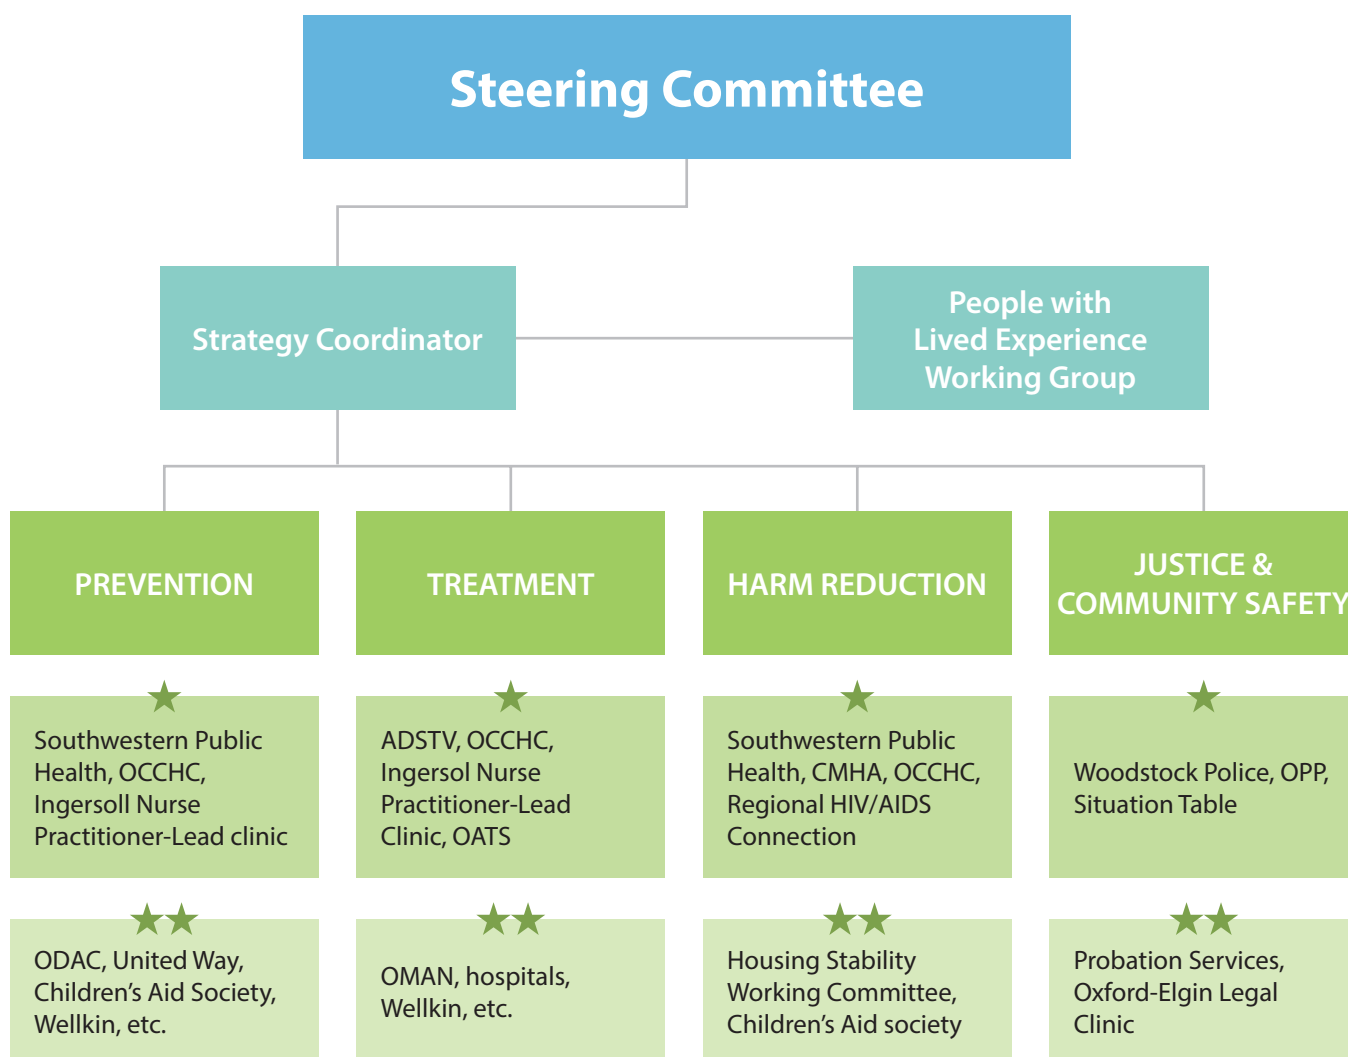 Steering Committee
Strategy Coordinator
People with
Lived Experience
Working Group
PREVENTION
TREATMENT
HARM REDUCTION
JUSTICE &
COMMUNITY SAFETY
Southwestern Public
Health, OCCHC,
Ingersoll Nurse
Practitioner-Lead clinic
ADSTV, OCCHC,
Ingersol Nurse
Practitioner-Lead
Clinic, OATS
Southwestern Public
Health, CMHA, OCCHC,
Regional HIV/AIDS
Connection
Woodstock Police, OPP,
Situation Table
ODAC, United Way,
Children’s Aid Society,
Wellkin, etc.
OMAN, hospitals,
Wellkin, etc.
Housing Stability
Working Committee,
Children’s Aid society
Probation Services,
Oxford-Elgin Legal
Clinic